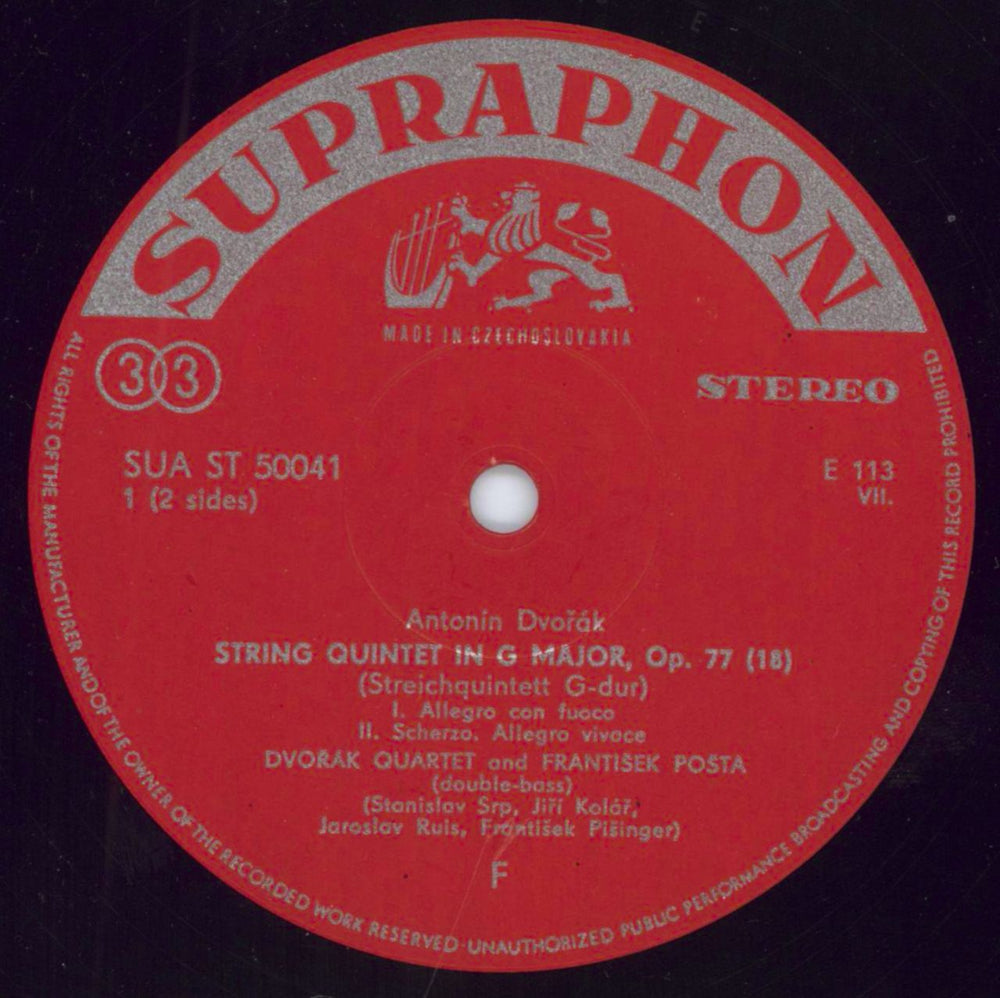 SUPRAPHON
MADE IN CZECHOSLOVAKIA
33
STEREO
SUA ST 50041
1 (2 sides)
E 113
VII.
Antonín Dvořák
STRING QUINTET IN G MAJOR, Op. 77 (18)
(Streichquintett G-dur)
I. Allegro con fuoco
II. Scherzo. Allegro vivace
DVOŘÁK QUARTET and FRANTIŠEK POŠTA
(double-bass)
(Stanislav Srp, Jiří Kolář,
Jaroslav Ruis, František Pišinger)
F
ALL RIGHTS OF THE MANUFACTURER AND OF THE OWNER OF THE RECORDED WORK RESERVED·UNAUTHORIZED PUBLIC PERFORMANCE BROADCASTING AND COPYING OF THIS RECORD PROHIBITED